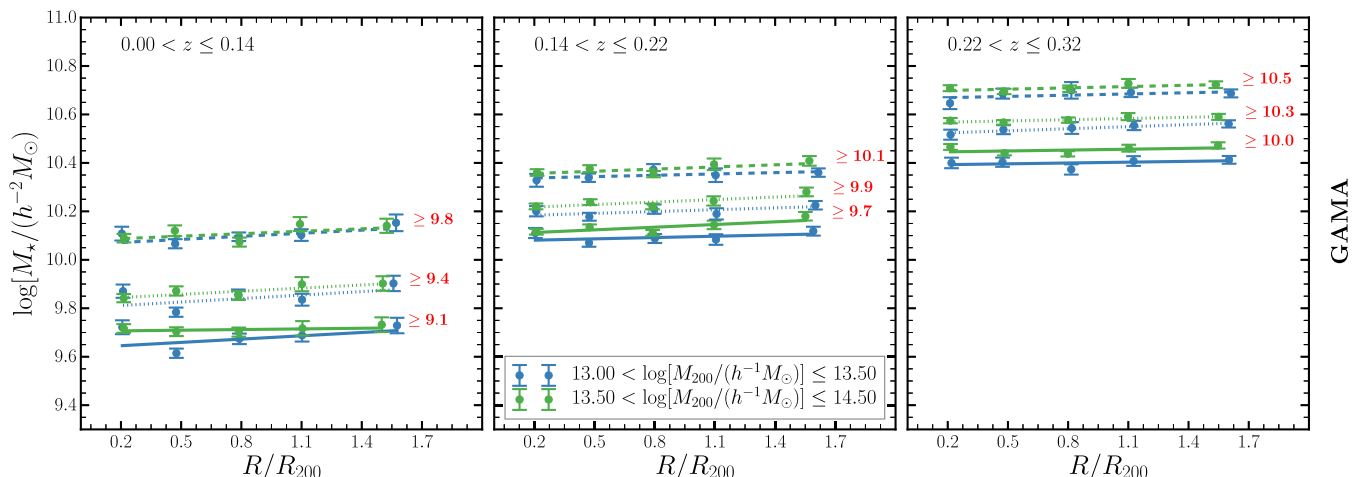 0.00 < z ≤ 0.14
0.14 < z ≤ 0.22
0.22 < z ≤ 0.32
11.0
10.8
10.6
10.4
10.2
10.0
9.8
9.6
9.4
log[M⋆/(h⁻²M⊙)]
≥ 9.8
≥ 9.4
≥ 9.1
≥ 10.1
≥ 9.9
≥ 9.7
≥ 10.5
≥ 10.3
≥ 10.0
GAMA
13.00 < log[M₂₀₀/(h⁻¹M⊙)] ≤ 13.50
13.50 < log[M₂₀₀/(h⁻¹M⊙)] ≤ 14.50
0.2 0.5 0.8 1.1 1.4 1.7
0.2 0.5 0.8 1.1 1.4 1.7
0.2 0.5 0.8 1.1 1.4 1.7
R/R₂₀₀
R/R₂₀₀
R/R₂₀₀